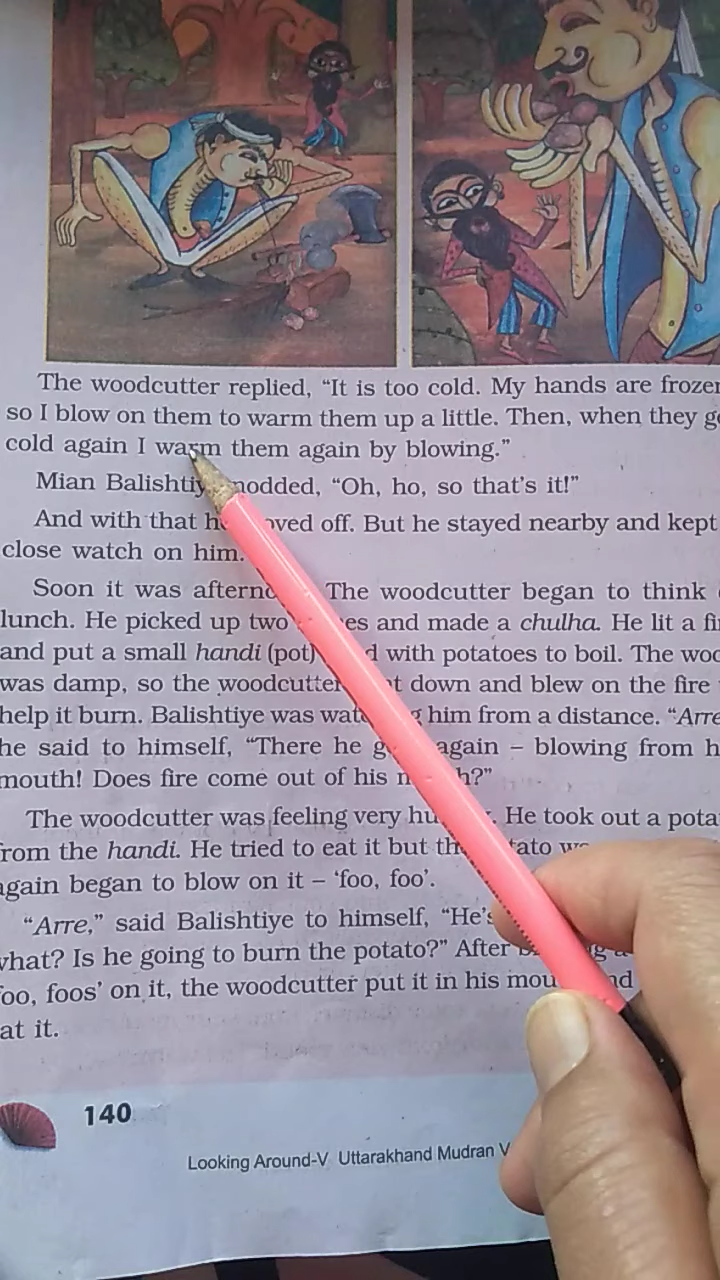 The woodcutter replied, “It is too cold. My hands are frozen
so I blow on them to warm them up a little. Then, when they
cold again I warm them again by blowing.”
Mian Balishtiye nodded, “Oh, ho, so that's it!”
And with that he moved off. But he stayed nearby and kept
close watch on him.
Soon it was afternoon. The woodcutter began to think
lunch. He picked up two and made a chulha. He lit a
and put a small handi (pot) with potatoes to boil. The
was damp, so the woodcutter down and blew on the fire
help it burn. Balishtiye was watching him from a distance. “Arre
he said to himself, “There he again – blowing from
mouth! Does fire come out of his mouth?”
The woodcutter was feeling very hungry. He took out a
from the handi. He tried to eat it but the potato
again began to blow on it – ‘foo, foo’.
“Arre,” said Balishtiye to himself, “He's
what? Is he going to burn the potato?” After
foo, foos’ on it, the woodcutter put it in his mouth and
at it.
140
Looking Around-V Uttarakhand Mudran V